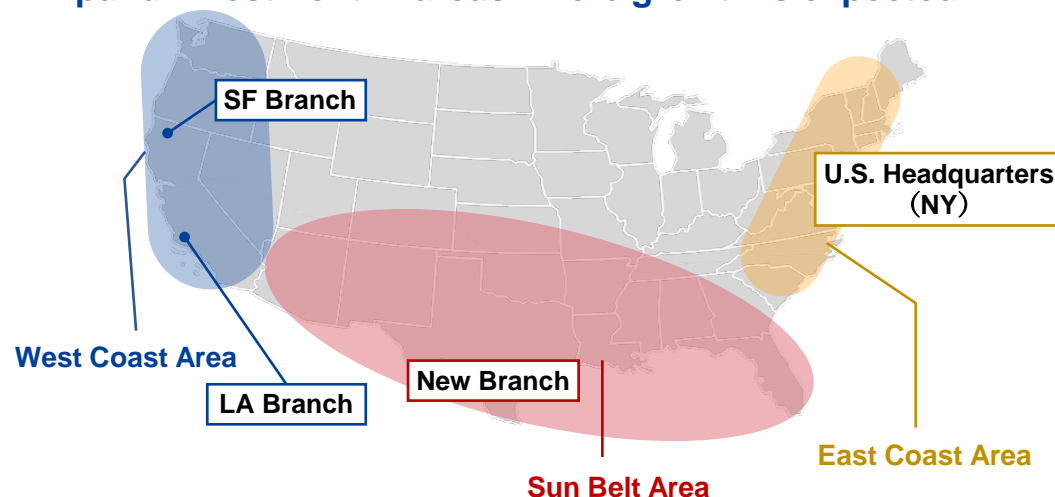 SF Branch
U.S. Headquarters
（NY）
West Coast Area
LA Branch
New Branch
East Coast Area
Sun Belt Area